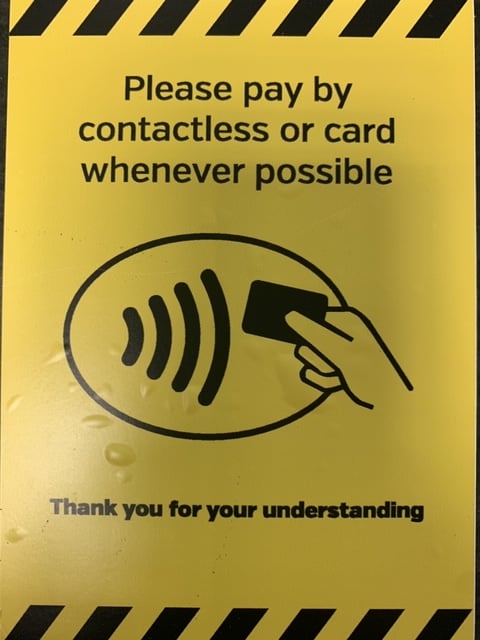 Please pay by
contactless or card
whenever possible
Thank you for your understanding